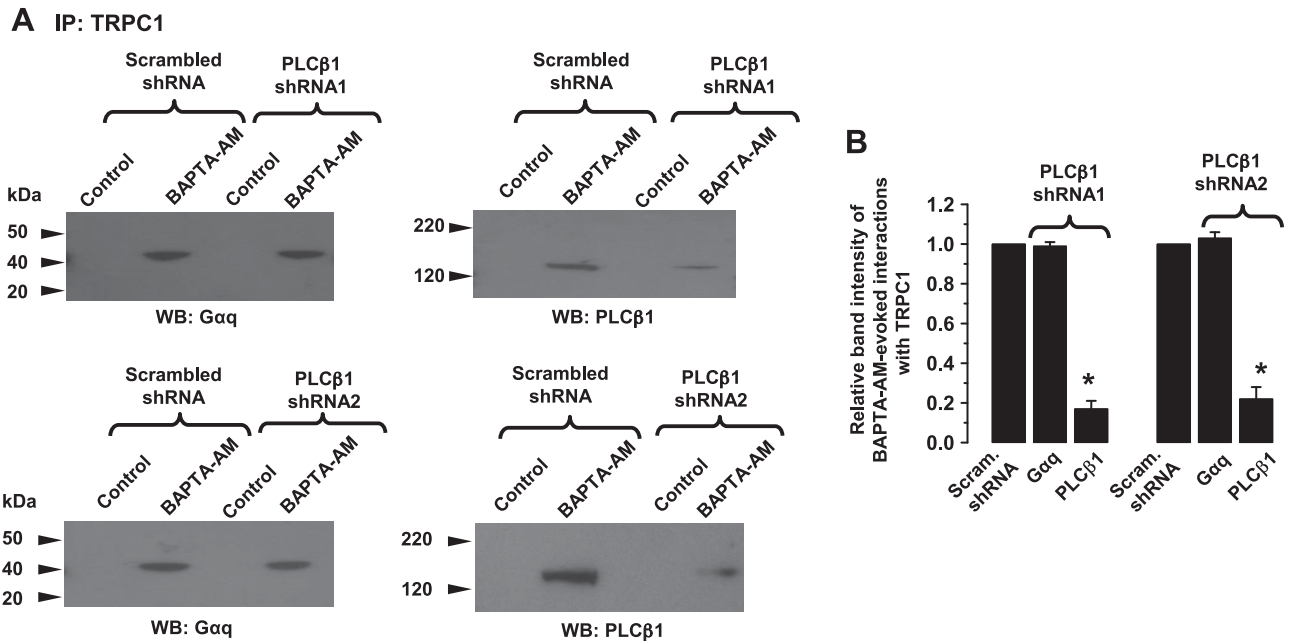 A IP: TRPC1
Scrambled
shRNA
PLCβ1
shRNA1
Control
BAPTA-AM
Control
BAPTA-AM
kDa
50
40
20
WB: Gαq
Scrambled
shRNA
PLCβ1
shRNA1
Control
BAPTA-AM
Control
BAPTA-AM
220
120
WB: PLCβ1
Scrambled
shRNA
PLCβ1
shRNA2
Control
BAPTA-AM
Control
BAPTA-AM
kDa
50
40
20
WB: Gαq
Scrambled
shRNA
PLCβ1
shRNA2
Control
BAPTA-AM
Control
BAPTA-AM
220
120
WB: PLCβ1
B
PLCβ1
shRNA1
PLCβ1
shRNA2
Relative band intensity of
BAPTA-AM-evoked interactions
with TRPC1
1.2
1.0
0.8
0.6
0.4
0.2
0.0
*
*
Scram.
shRNA
Gαq
PLCβ1
Scram.
shRNA
Gαq
PLCβ1